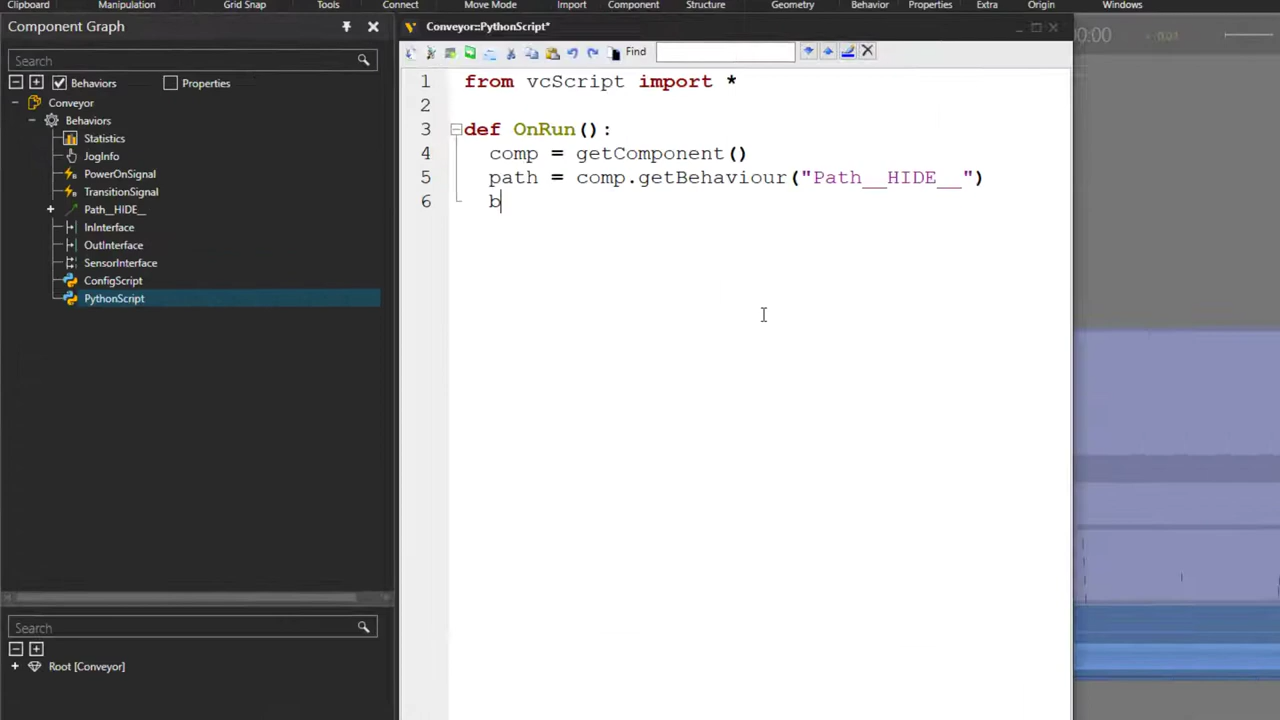 Clipboard Manipulation Grid Snap Tools Connect Move Mode Import Component Structure Geometry Behavior Properties Extra Origin Windows
Component Graph
Search
Behaviors Properties
Conveyor
Behaviors
Statistics
JogInfo
PowerOnSignal
TransitionSignal
Path__HIDE__
InInterface
OutInterface
SensorInterface
ConfigScript
PythonScript
Search
Root [Conveyor]
Conveyor::PythonScript*
Find
1 from vcScript import *
2
3 def OnRun():
4 comp = getComponent()
5 path = comp.getBehaviour("Path__HIDE__")
6 b